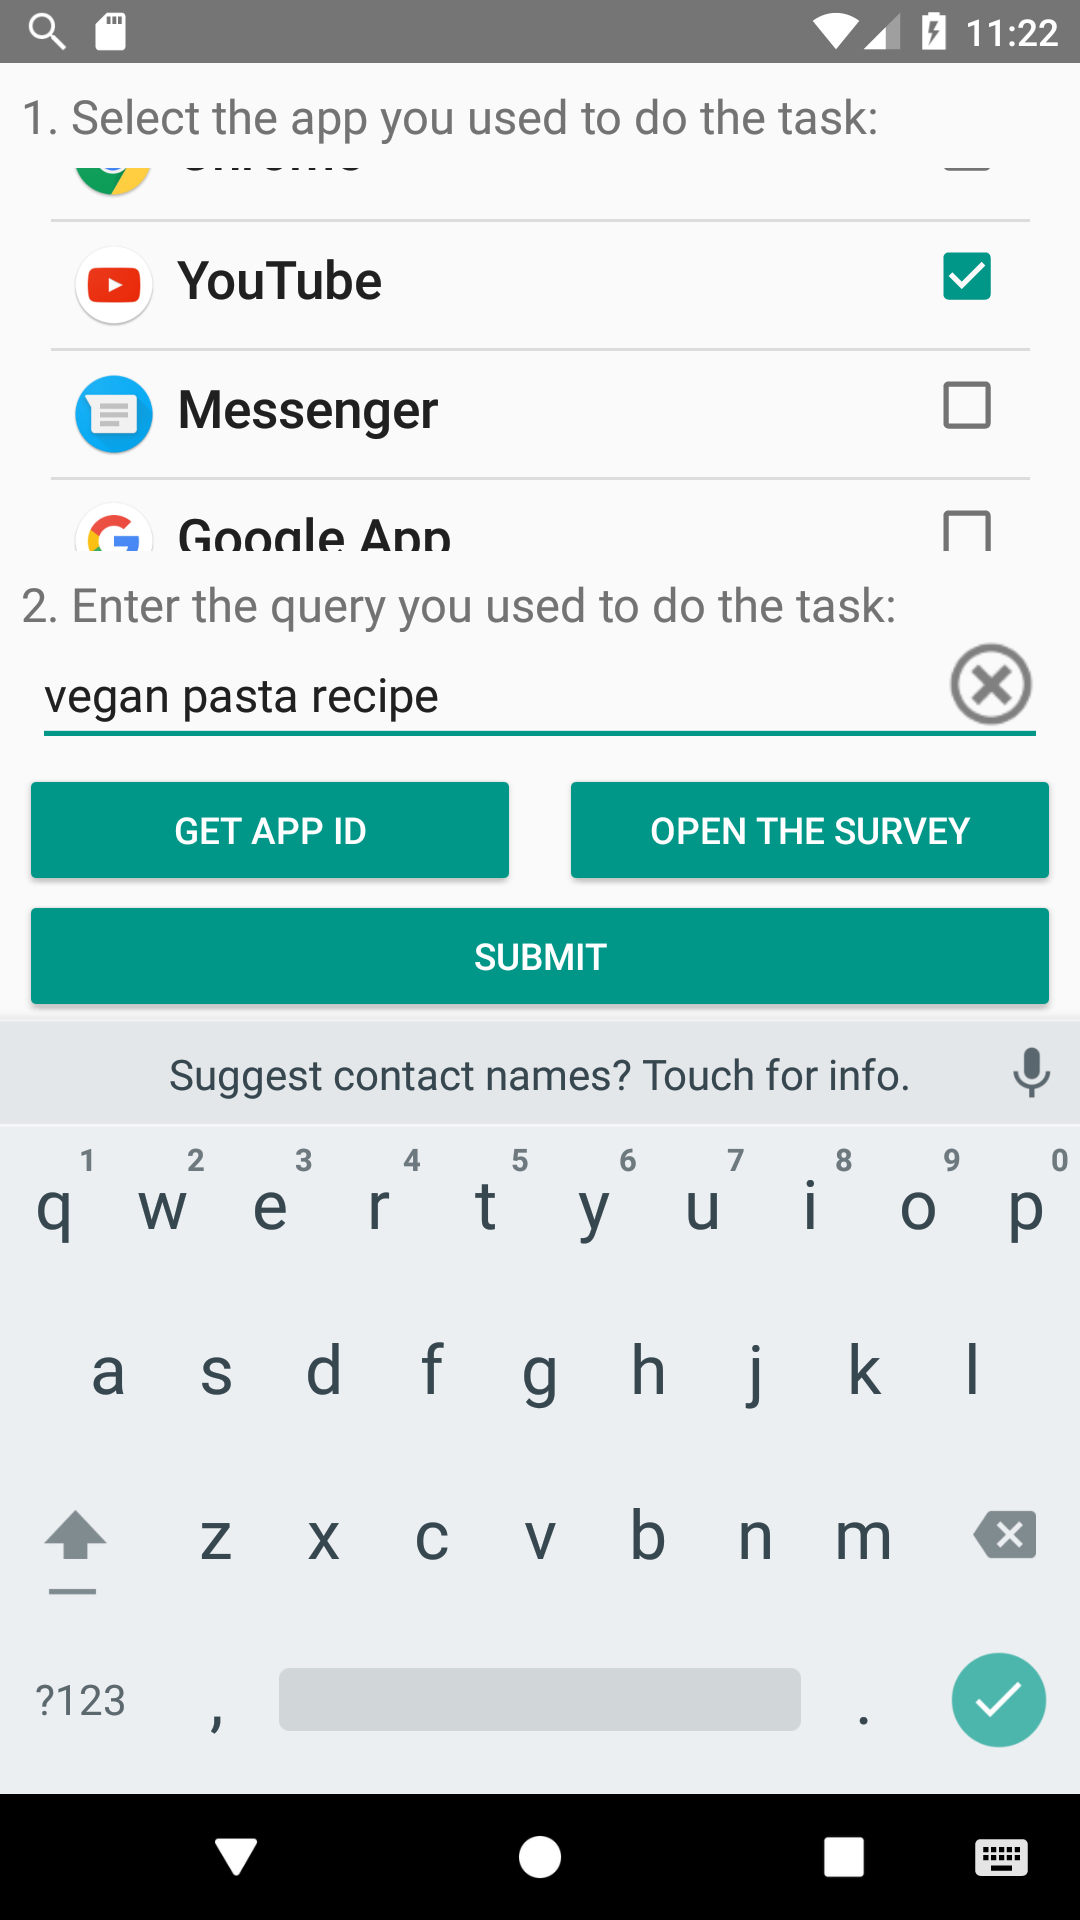 11:22
1. Select the app you used to do the task:
Chrome
YouTube
Messenger
Google App
2. Enter the query you used to do the task:
vegan pasta recipe
GET APP ID
OPEN THE SURVEY
SUBMIT
Suggest contact names? Touch for info.
1 2 3 4 5 6 7 8 9 0
q w e r t y u i o p
a s d f g h j k l
z x c v b n m
?123 , .